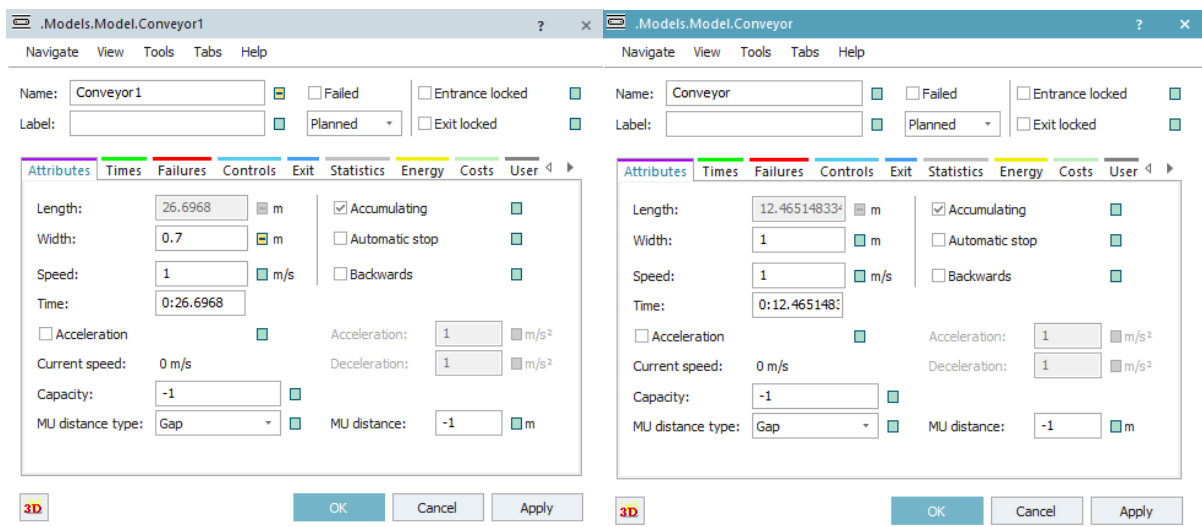 .Models.Model.Conveyor1 ? ×
Navigate View Tools Tabs Help
Name: Conveyor1 Failed Entrance locked
Label: Planned Exit locked
Attributes Times Failures Controls Exit Statistics Energy Costs User
Length: 26.6968 m Accumulating
Width: 0.7 m Automatic stop
Speed: 1 m/s Backwards
Time: 0:26.6968
Acceleration Acceleration: 1 m/s²
Current speed: 0 m/s Deceleration: 1 m/s²
Capacity: -1
MU distance type: Gap MU distance: -1 m
3D OK Cancel Apply
.Models.Model.Conveyor ? ×
Navigate View Tools Tabs Help
Name: Conveyor Failed Entrance locked
Label: Planned Exit locked
Attributes Times Failures Controls Exit Statistics Energy Costs User
Length: 12.46514833 m Accumulating
Width: 1 m Automatic stop
Speed: 1 m/s Backwards
Time: 0:12.465148
Acceleration Acceleration: 1 m/s²
Current speed: 0 m/s Deceleration: 1 m/s²
Capacity: -1
MU distance type: Gap MU distance: -1 m
3D OK Cancel Apply